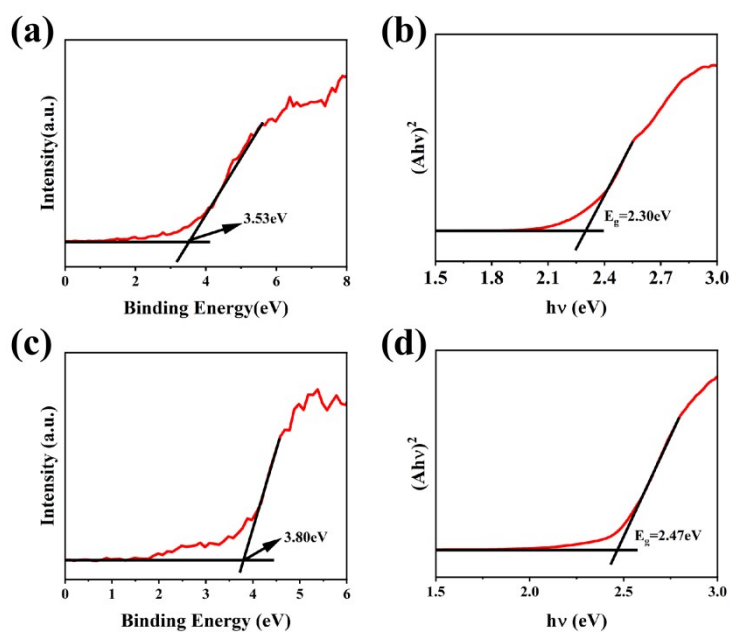 (a)
Intensity(a.u.)
3.53eV
0 2 4 6 8
Binding Energy(eV)
(b)
(Ahν)²
E_g=2.30eV
1.5 1.8 2.1 2.4 2.7 3.0
hν (eV)
(c)
Intensity (a.u.)
3.80eV
0 1 2 3 4 5 6
Binding Energy (eV)
(d)
(Ahν)²
E_g=2.47eV
1.5 2.0 2.5 3.0
hν (eV)